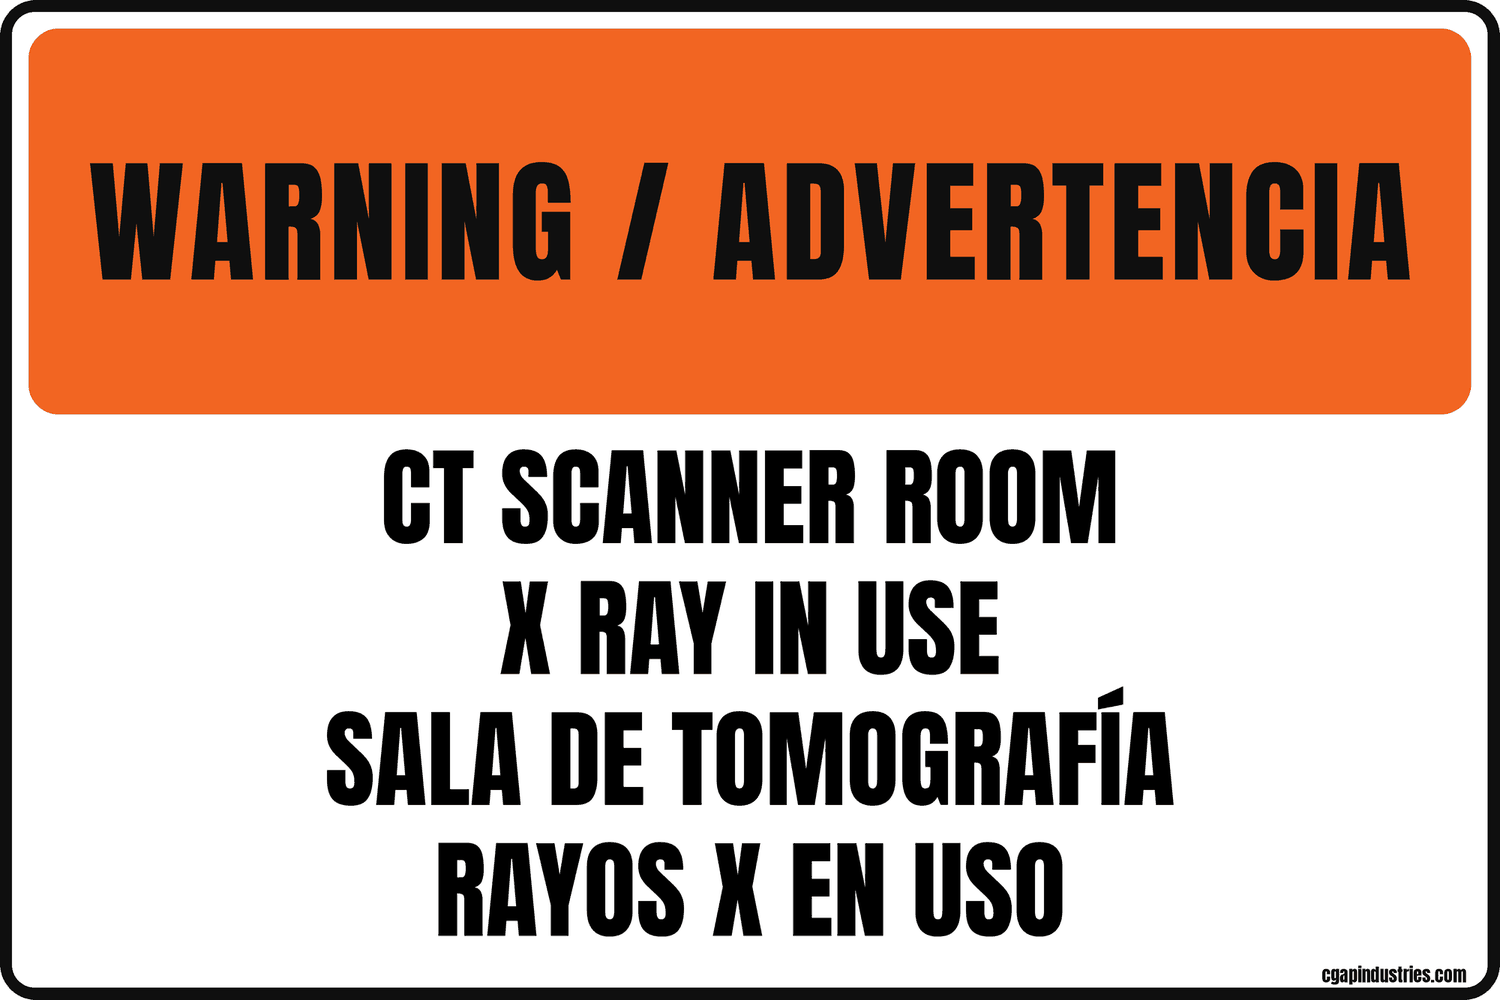 WARNING / ADVERTENCIA
CT SCANNER ROOM
X RAY IN USE
SALA DE TOMOGRAFÍA
RAYOS X EN USO
cgapindustries.com